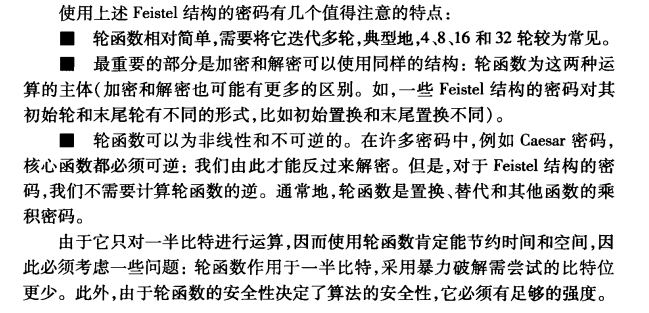 使用上述 Feistel 结构的密码有几个值得注意的特点：
■ 轮函数相对简单,需要将它迭代多轮,典型地,4、8、16 和 32 轮较为常见。
■ 最重要的部分是加密和解密可以使用同样的结构：轮函数为这两种运
算的主体(加密和解密也可能有更多的区别。如,一些 Feistel 结构的密码对其
初始轮和末尾轮有不同的形式,比如初始置换和末尾置换不同)。
■ 轮函数可以为非线性和不可逆的。在许多密码中,例如 Caesar 密码,
核心函数都必须可逆：我们由此才能反过来解密。但是,对于 Feistel 结构的密
码,我们不需要计算轮函数的逆。通常地,轮函数是置换、替代和其他函数的乘
积密码。
由于它只对一半比特进行运算,因而使用轮函数肯定能节约时间和空间,因
此必须考虑一些问题：轮函数作用于一半比特,采用暴力破解需尝试的比特位
更少。此外,由于轮函数的安全性决定了算法的安全性,它必须有足够的强度。